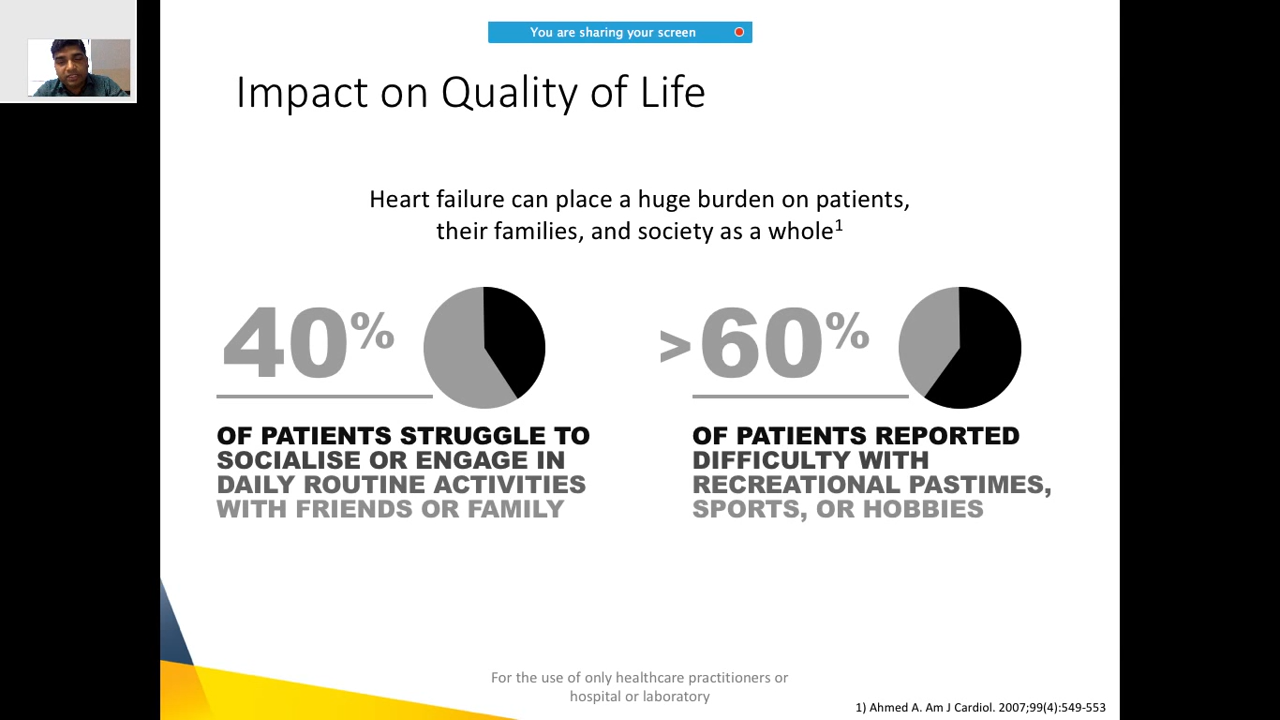 You are sharing your screen
Impact on Quality of Life
Heart failure can place a huge burden on patients,
their families, and society as a whole¹
40%
OF PATIENTS STRUGGLE TO
SOCIALISE OR ENGAGE IN
DAILY ROUTINE ACTIVITIES
WITH FRIENDS OR FAMILY
>60%
OF PATIENTS REPORTED
DIFFICULTY WITH
RECREATIONAL PASTIMES,
SPORTS, OR HOBBIES
For the use of only healthcare practitioners or
hospital or laboratory
1) Ahmed A. Am J Cardiol. 2007;99(4):549-553